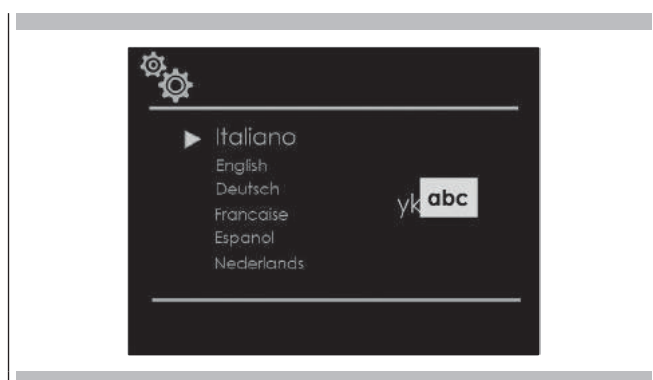 Italiano
English
Deutsch
Francaise
Espanol
Nederlands
yk abc